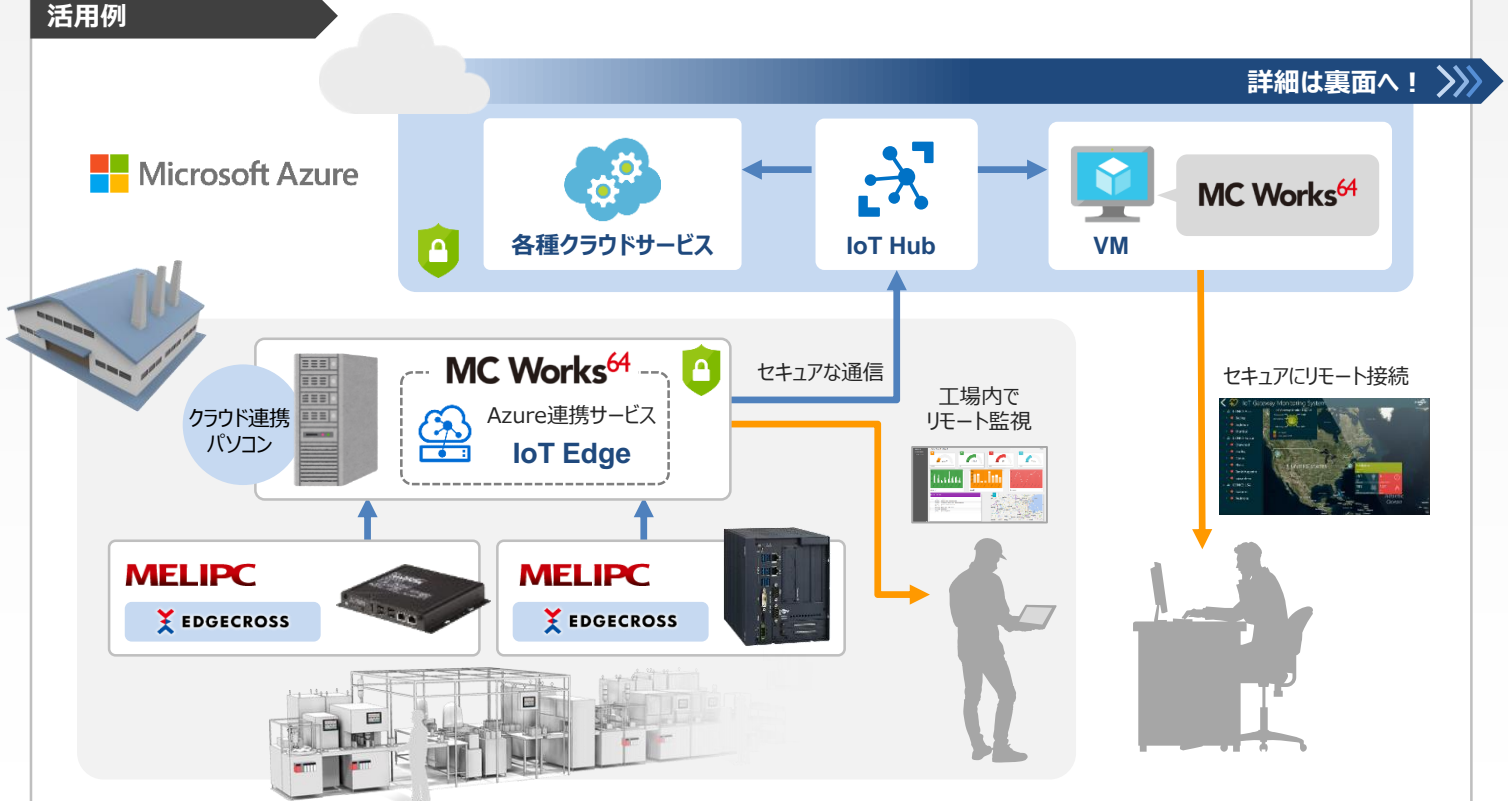 活用例
詳細は裏面へ！
Microsoft Azure
各種クラウドサービス
IoT Hub
VM
MC Works64
クラウド連携
パソコン
MC Works64
Azure連携サービス
IoT Edge
セキュアな通信
工場内で
リモート監視
セキュアにリモート接続
IoT Gateway Monitoring System
MELIPC
EDGECROSS
MELIPC
EDGECROSS